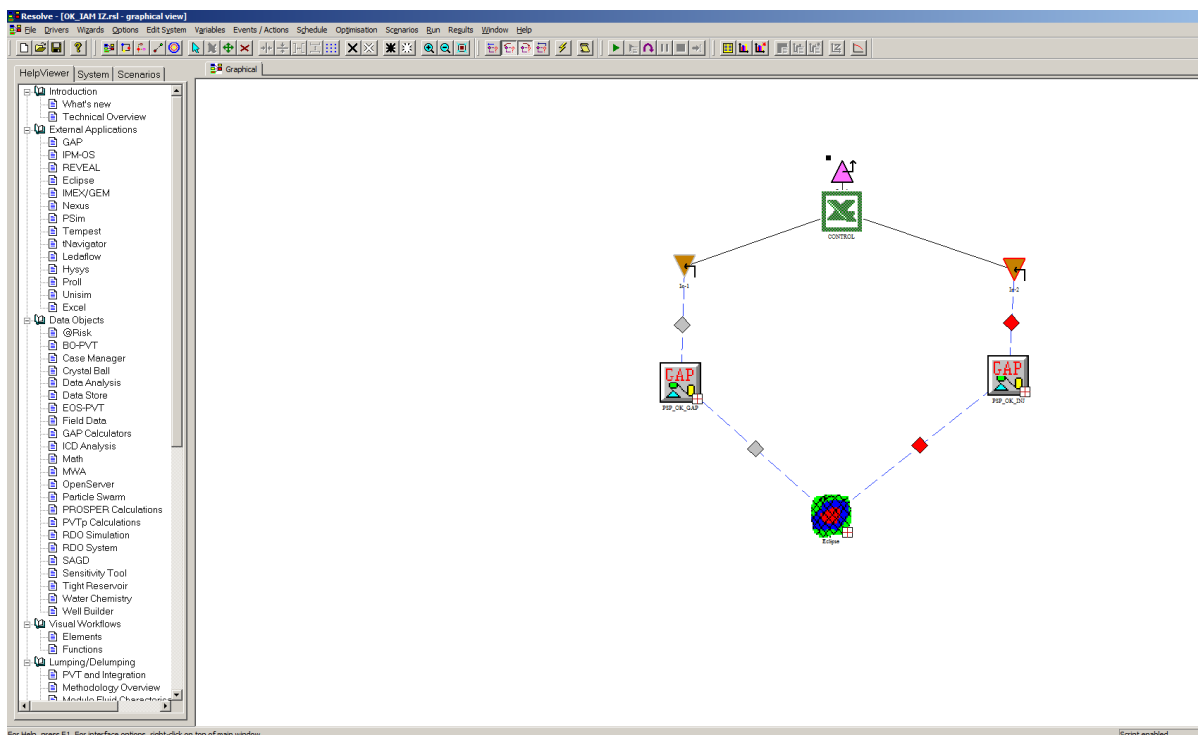 Resolve - [OK_IAM IZ.rsl - graphical view]
File Drivers Wizards Options Edit System Variables Events / Actions Schedule Optimisation Scenarios Run Results Window Help
HelpViewer System Scenarios
Graphical
Introduction
What's new
Technical Overview
External Applications
GAP
IPM-OS
REVEAL
Eclipse
IMEX/GEM
Nexus
PSim
Tempest
tNavigator
Ledaflow
Hysys
ProII
Unisim
Excel
Data Objects
@Risk
BO-PVT
Case Manager
Crystal Ball
Data Analysis
Data Store
EOS-PVT
Field Data
GAP Calculators
ICD Analysis
Math
MWA
OpenServer
Particle Swarm
PROSPER Calculations
PVTp Calculations
RDO Simulation
RDO System
SAGD
Sensitivity Tool
Tight Reservoir
Water Chemistry
Well Builder
Visual Workflows
Elements
Functions
Lumping/Delumping
PVT and Integration
Methodology Overview
CONTROL
GAP
PSP_OK_GAP
GAP
PSP_OK_INJ
Eclipse
For Help, press F1. For interface options, right-click on top of main window
Script enabled